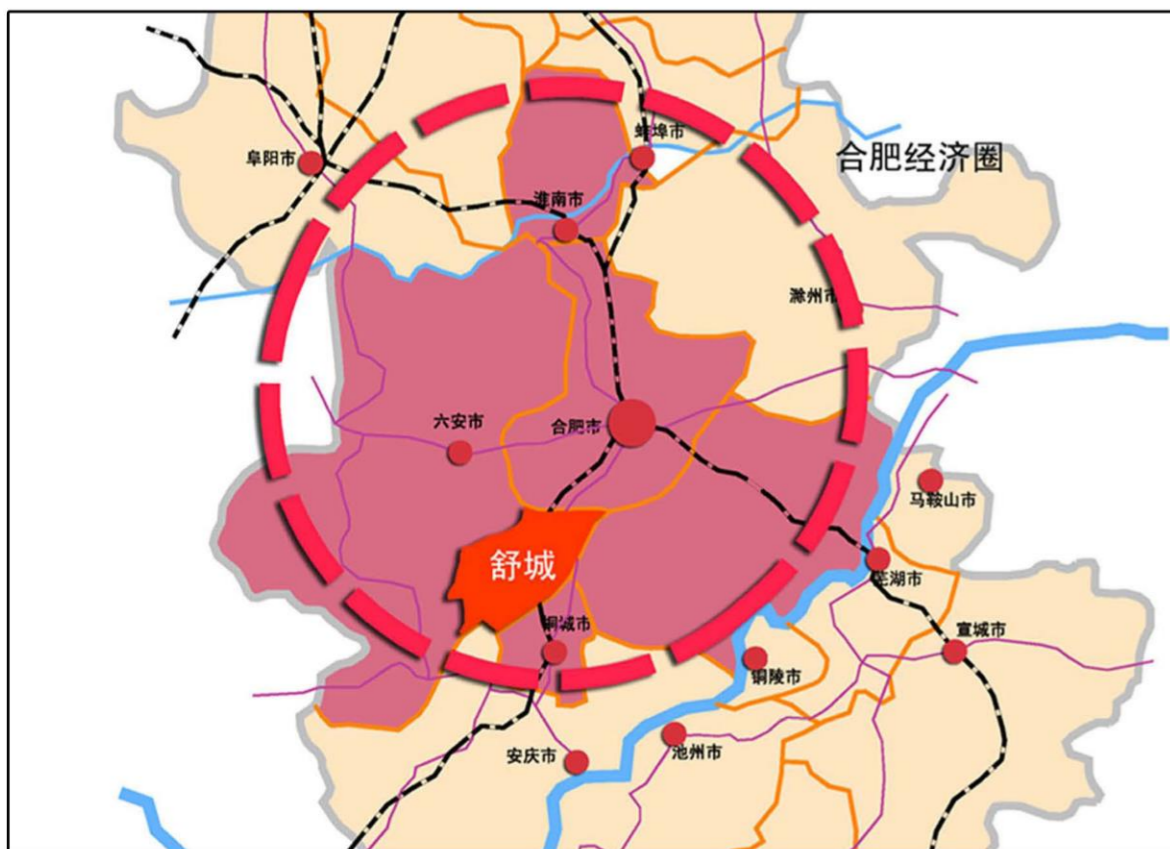 蚌埠市
合肥经济圈
阜阳市
淮南市
滁州市
六安市
合肥市
马鞍山市
舒城
芜湖市
桐城市
宣城市
铜陵市
安庆市
池州市